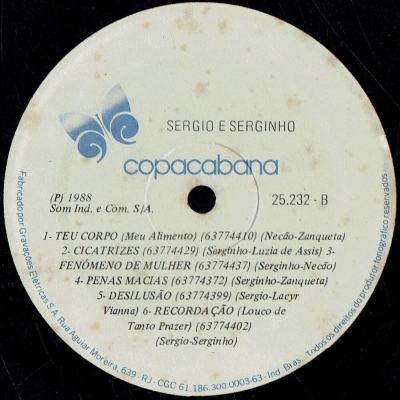 SERGIO E SERGINHO
copacabana
(P) 1988
Som Ind. e Com. S/A.
25.232 - B
1- TEU CORPO (Meu Alimento) (63774410) (Necão-Zanqueta)
2- CICATRIZES (63774429) (Serginho-Luzia de Assis) 3-
FENÔMENO DE MULHER (63774437) (Serginho-Necão)
4- PENAS MACIAS (63774372) (Serginho-Zanqueta)
5- DESILUSÃO (63774399) (Sergio-Lacyr
Vianna) 6- RECORDAÇÃO (Louco de
Tanto Prazer) (63774402)
(Sergio-Serginho)
Fabricado por Gravações Elétricas S.A. Rua Aguiar Moreira, 639 - RJ - CGC 61.186.300.0003-63 - Ind. Bras. Todos os direitos do produtor fonográfico reservados